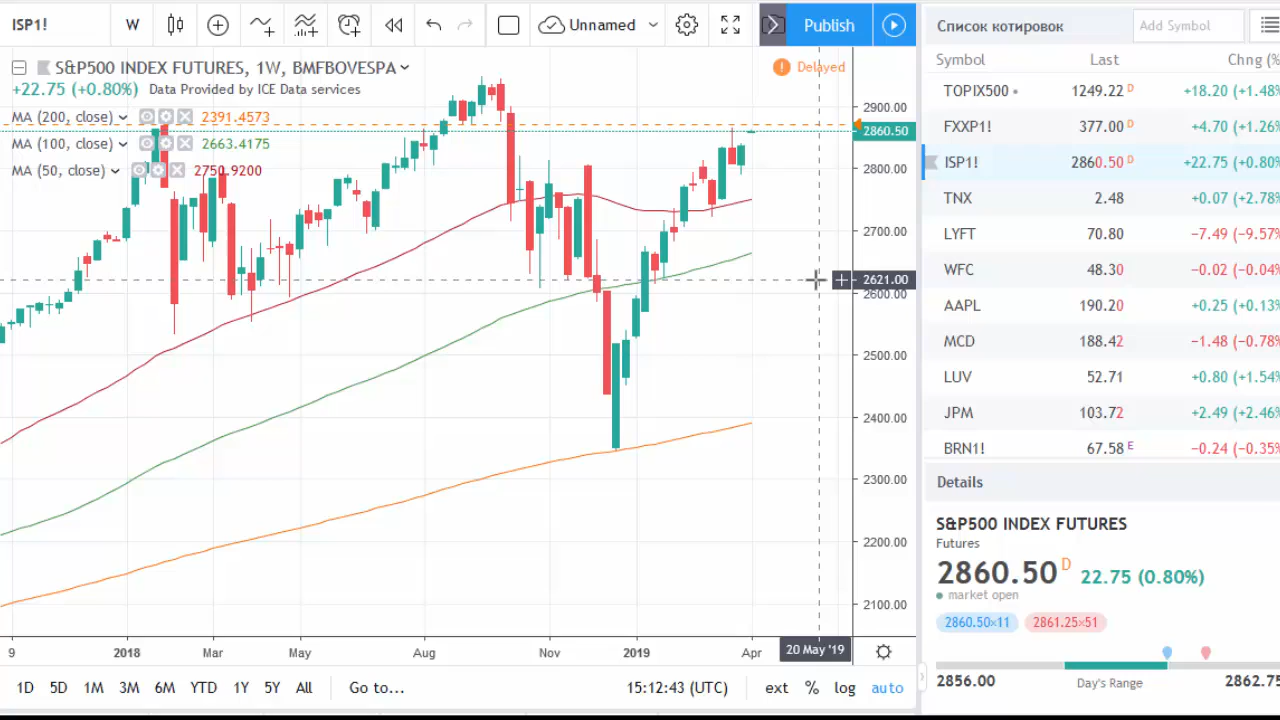 ISP1! W Unnamed Publish
S&P500 INDEX FUTURES, 1W, BMFBOVESPA Delayed
+22.75 (+0.80%) Data Provided by ICE Data services
MA (200, close) 2391.4573
MA (100, close) 2663.4175
MA (50, close) 2750.9200
2900.00
2860.50
2800.00
2700.00
2621.00
2600.00
2500.00
2400.00
2300.00
2200.00
2100.00
9 2018 Mar May Aug Nov 2019 Apr 20 May '19
1D 5D 1M 3M 6M YTD 1Y 5Y All Go to... 15:12:43 (UTC) ext % log auto
Список котировок Add Symbol
Symbol Last Chng (%
TOPIX500 1249.22 D +18.20 (+1.48%
FXXP1! 377.00 D +4.70 (+1.26%
ISP1! 2860.50 D +22.75 (+0.80%
TNX 2.48 +0.07 (+2.78%
LYFT 70.80 −7.49 (−9.57%
WFC 48.30 −0.02 (−0.04%
AAPL 190.20 +0.25 (+0.13%
MCD 188.42 −1.48 (−0.78%
LUV 52.71 +0.80 (+1.54%
JPM 103.72 +2.49 (+2.46%
BRN1! 67.58 E −0.24 (−0.35%
Details
S&P500 INDEX FUTURES
Futures
2860.50 D 22.75 (0.80%)
market open
2860.50×11 2861.25×51
2856.00 Day's Range 2862.75